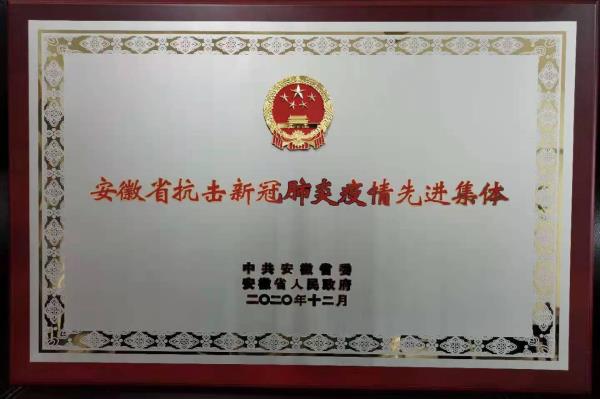 安徽省抗击新冠肺炎疫情先进集体
中共安徽省委
安徽省人民政府
二〇二〇年十二月